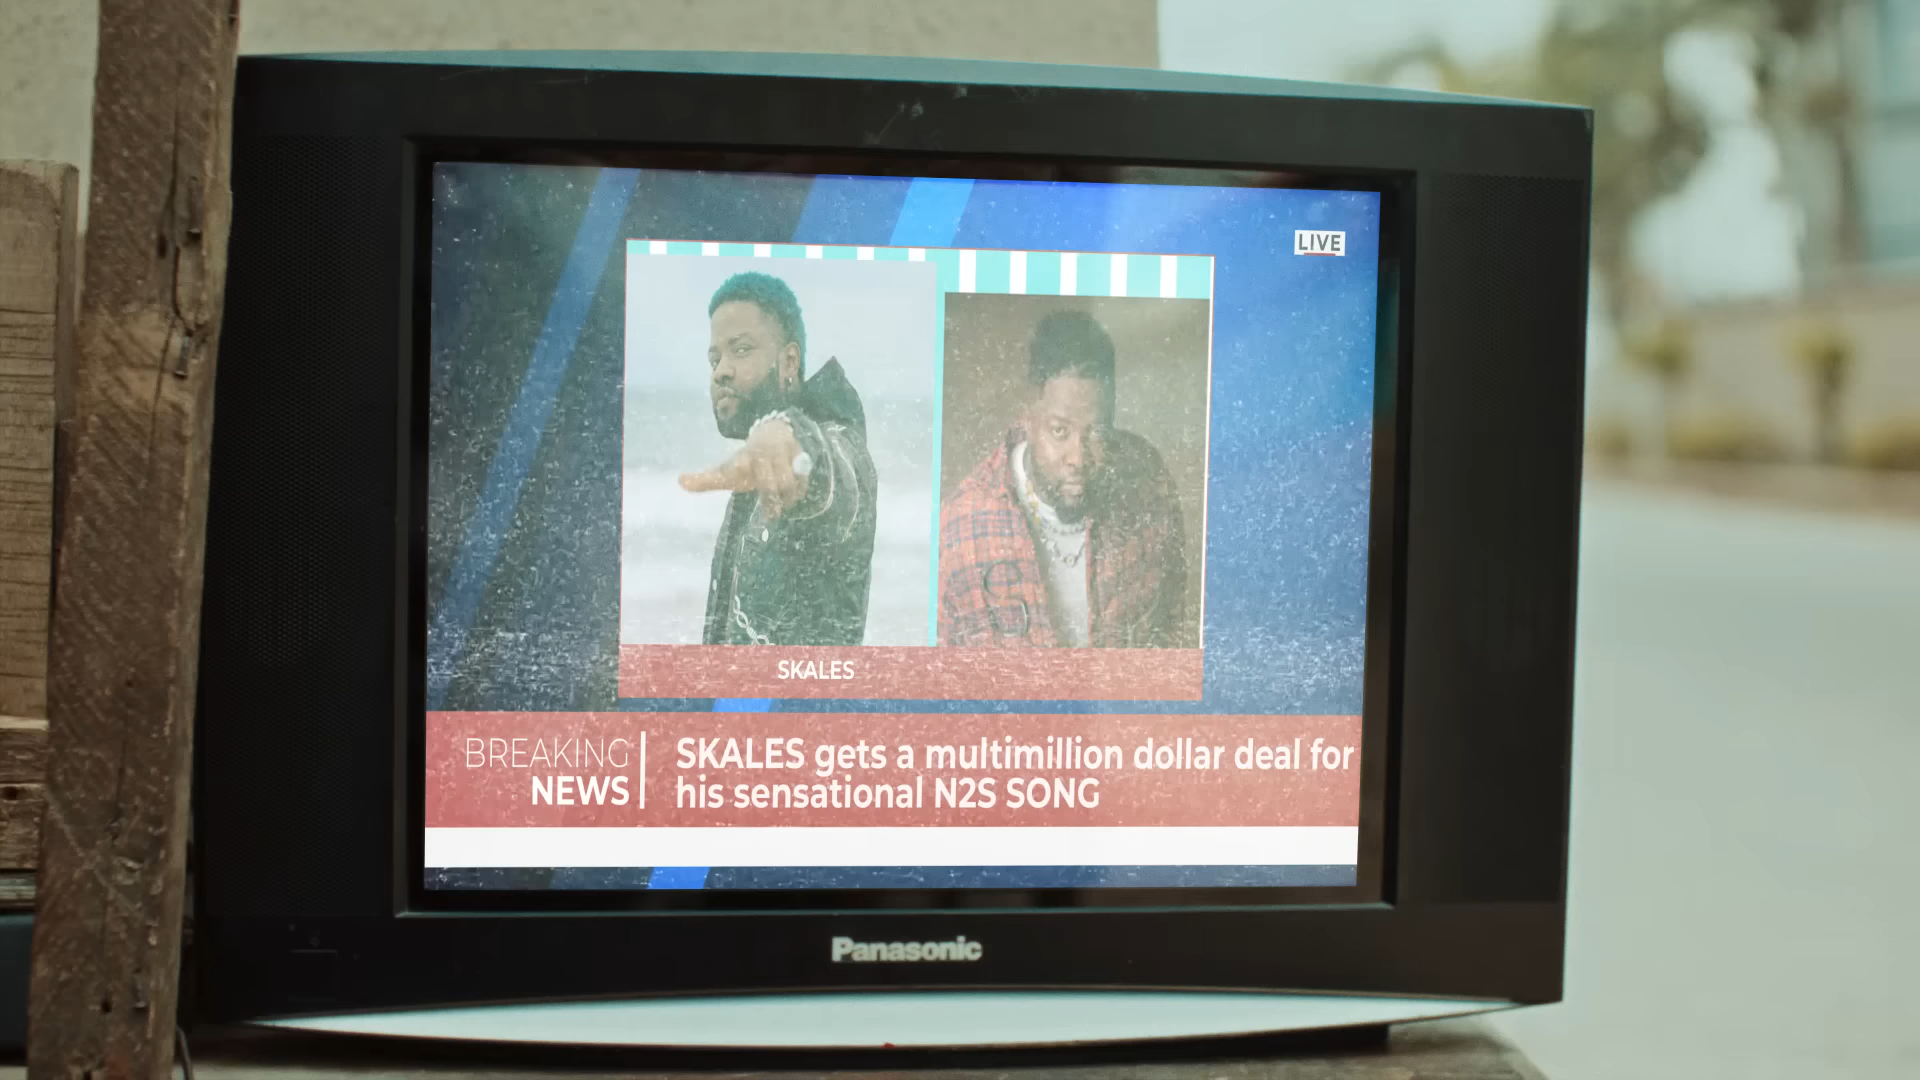 LIVE
SKALES
BREAKING
NEWS
SKALES gets a multimillion dollar deal for
his sensational N2S SONG
Panasonic